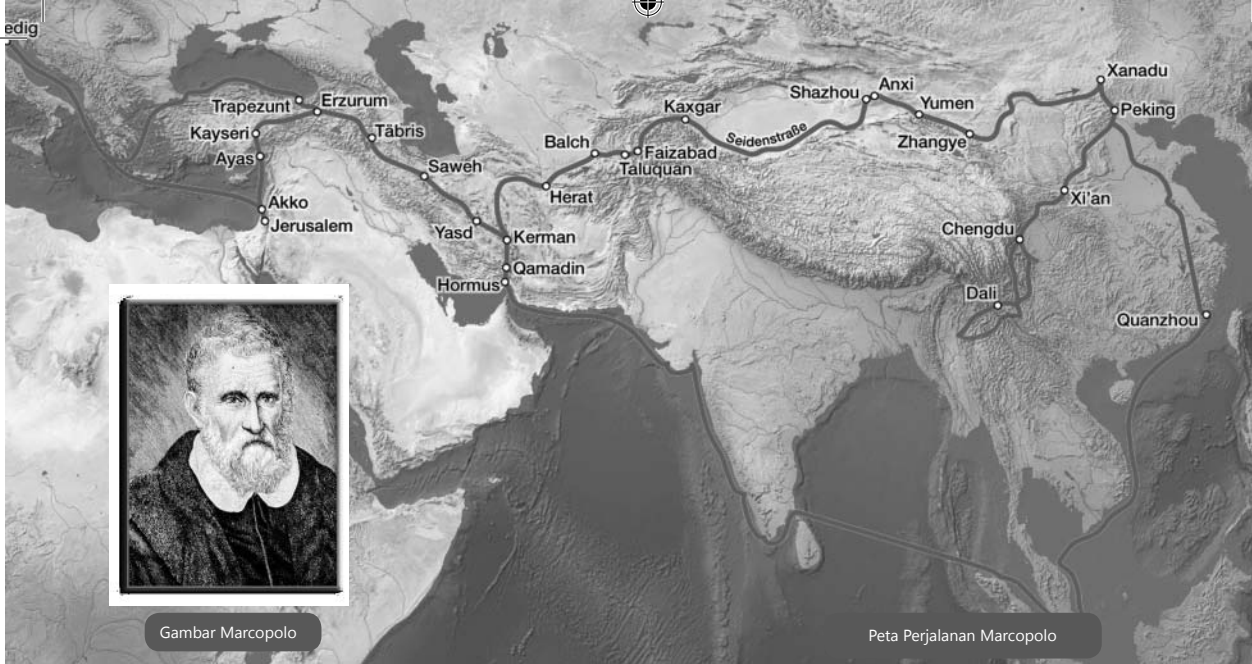 edig
Trapezunt
Erzurum
Kayseri
Täbris
Ayas
Saweh
Akko
Jerusalem
Yasd
Kerman
Qamadin
Hormus
Herat
Balch
Faizabad
Taluquan
Kaxgar
Seidenstraße
Shazhou
Anxi
Yumen
Zhangye
Xanadu
Peking
Xi'an
Chengdu
Dali
Quanzhou
Gambar Marcopolo
Peta Perjalanan Marcopolo